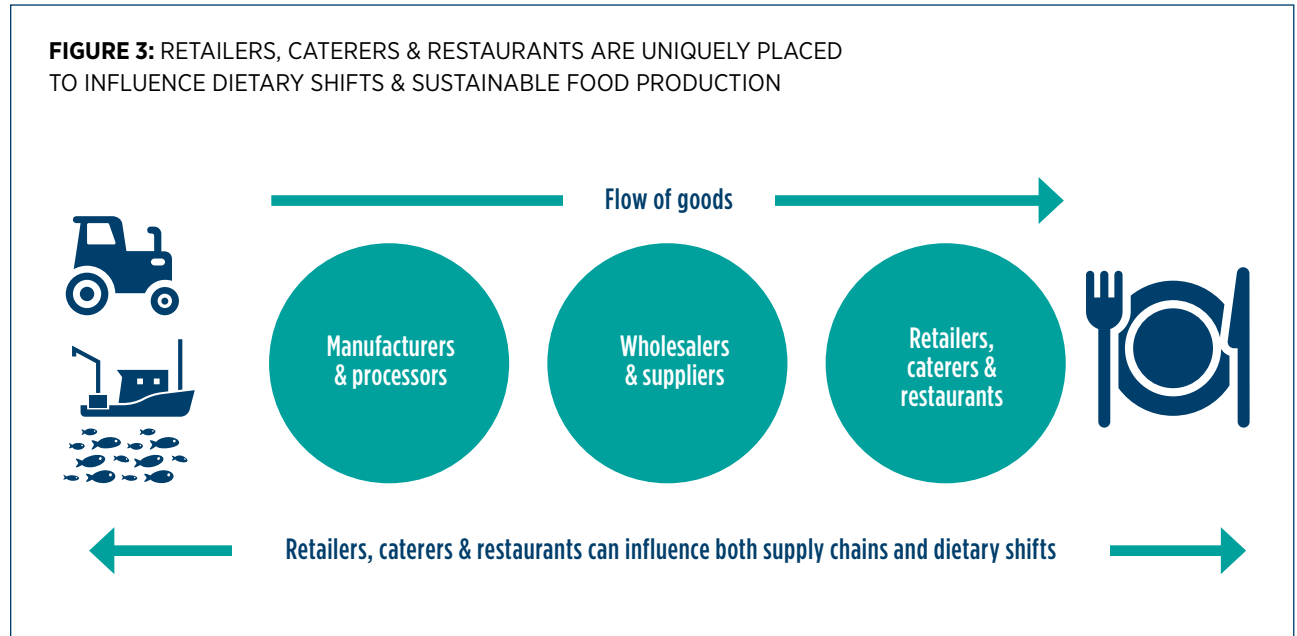 FIGURE 3: RETAILERS, CATERERS & RESTAURANTS ARE UNIQUELY PLACED
TO INFLUENCE DIETARY SHIFTS & SUSTAINABLE FOOD PRODUCTION
Flow of goods
Manufacturers
& processors
Wholesalers
& suppliers
Retailers,
caterers &
restaurants
Retailers, caterers & restaurants can influence both supply chains and dietary shifts